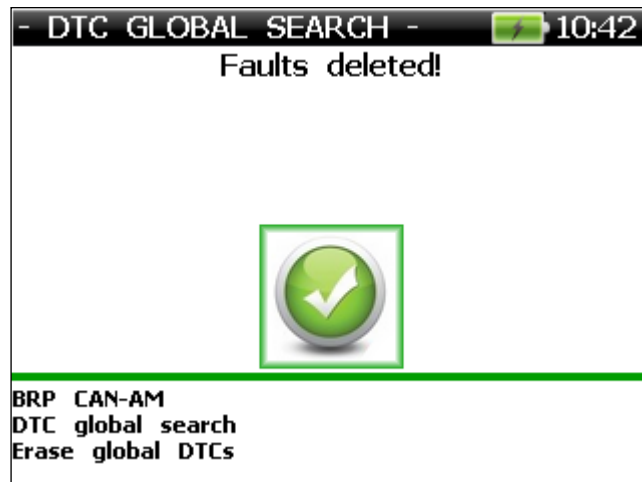 - DTC GLOBAL SEARCH - 10:42
Faults deleted!
BRP CAN-AM
DTC global search
Erase global DTCs